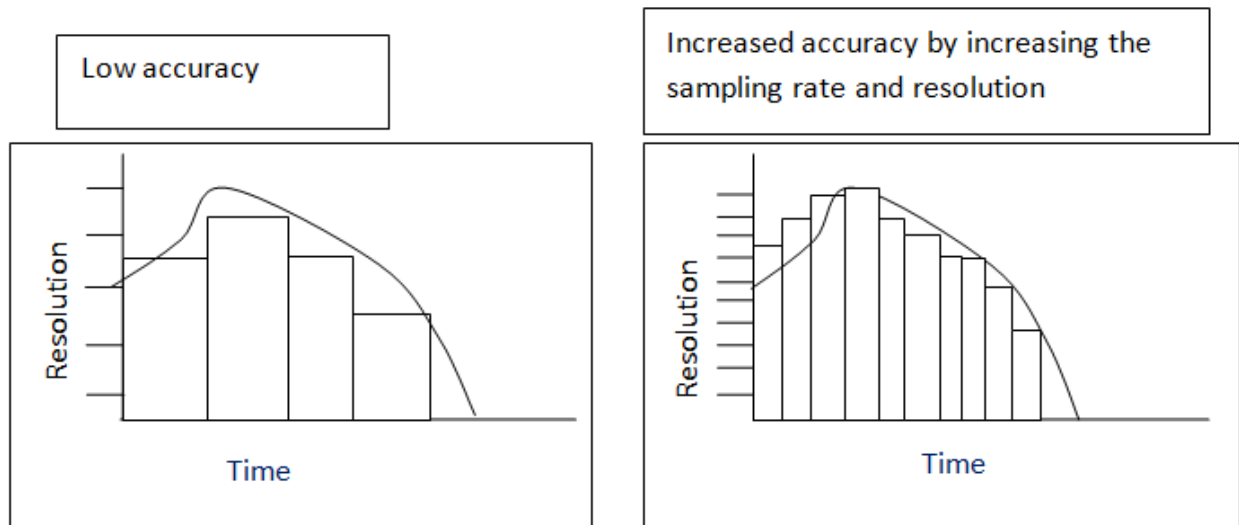 Low accuracy
Increased accuracy by increasing the
sampling rate and resolution
Resolution
Time
Resolution
Time